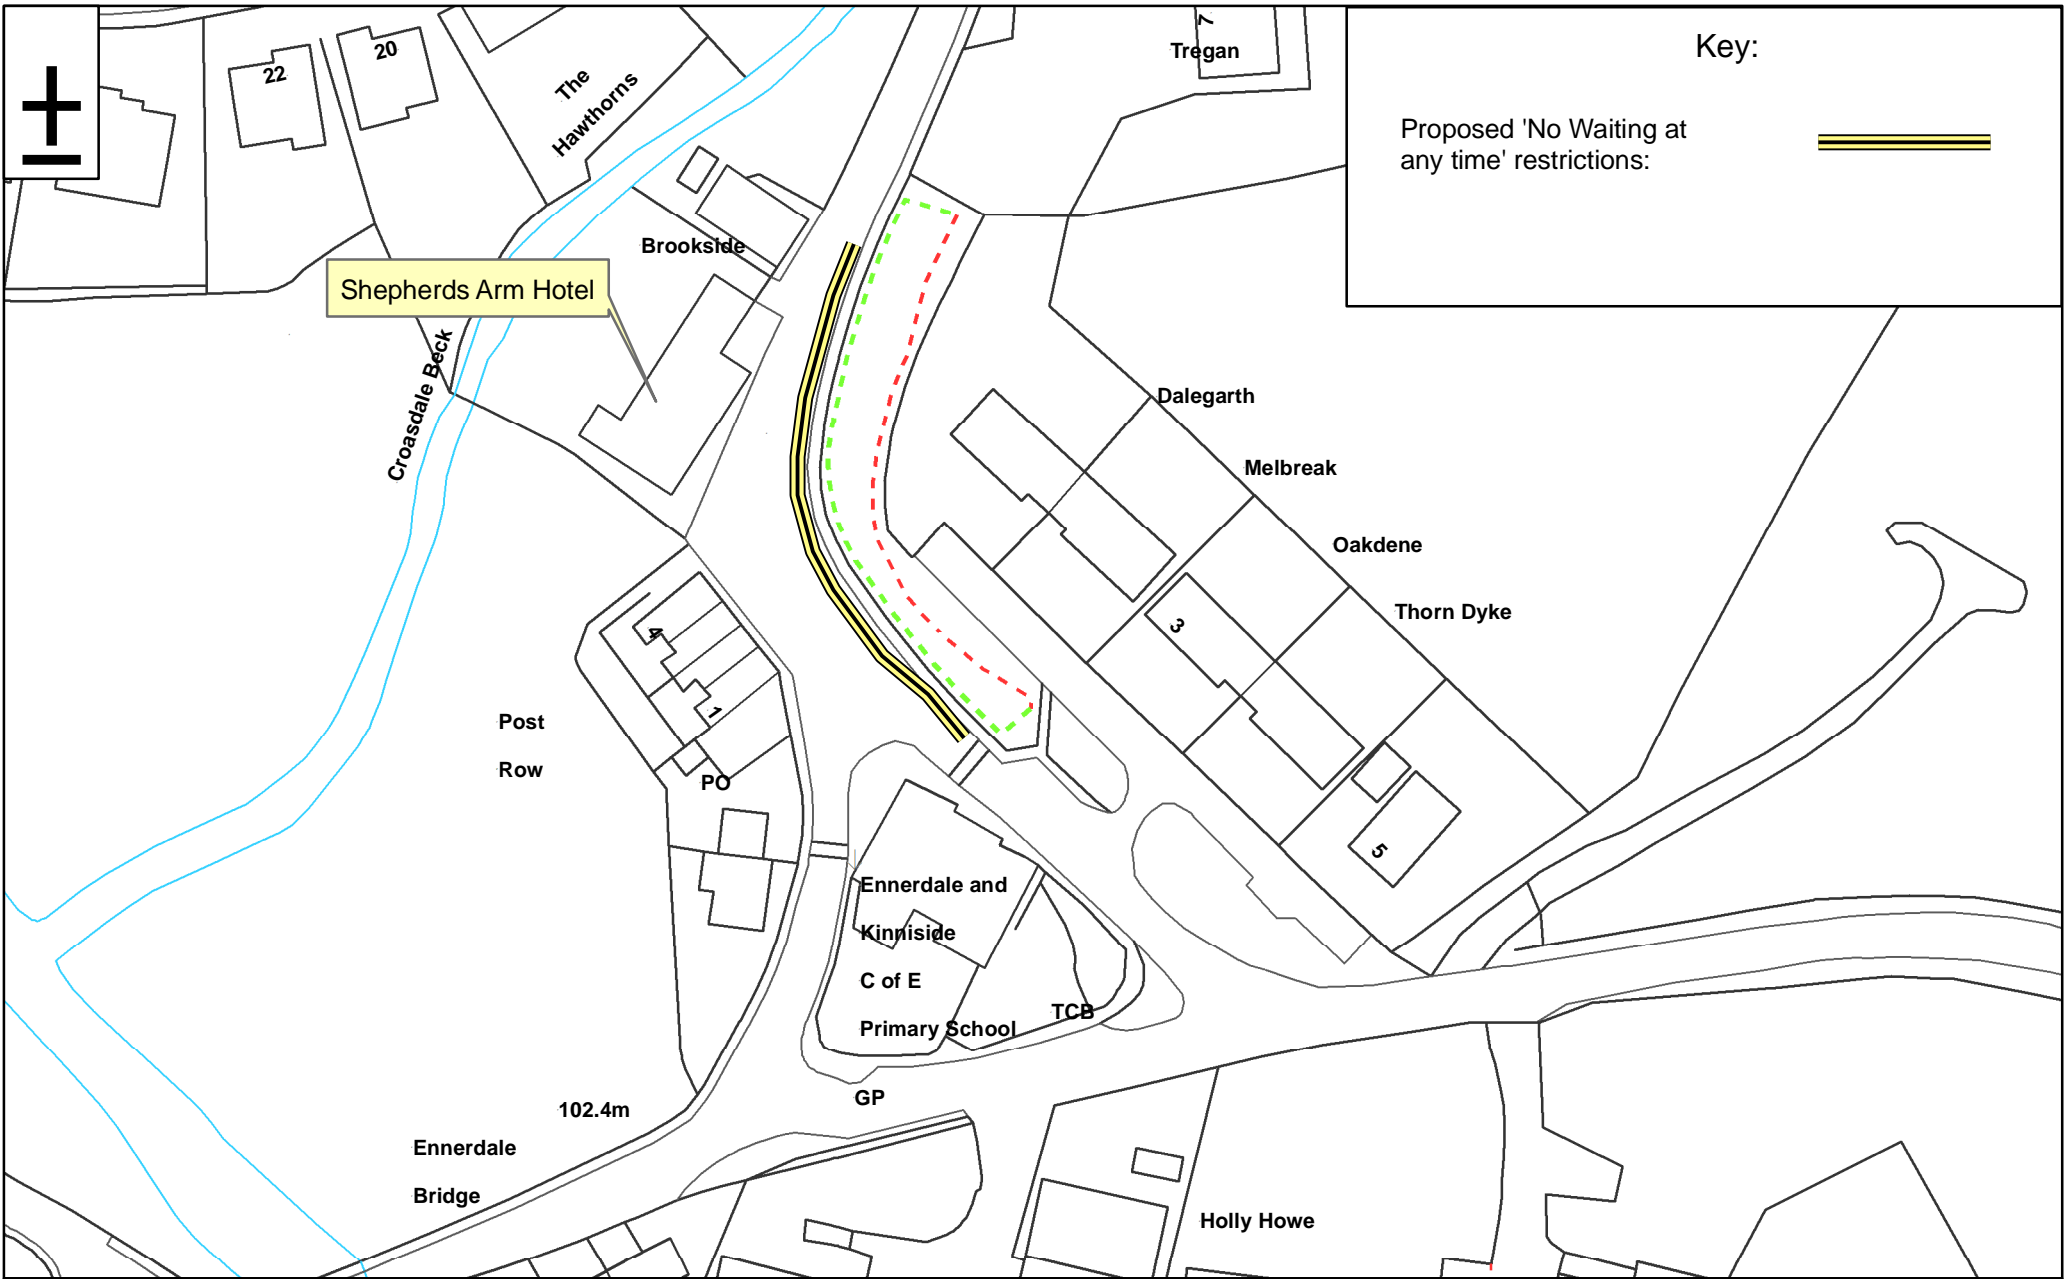 Key:
Proposed 'No Waiting at
any time' restrictions:
7
Tregan
22
20
The
Hawthorns
Brookside
Shepherds Arm Hotel
Croasdale Beck
Dalegarth
Melbreak
Oakdene
Thorn Dyke
3
4
1
Post
Row
PO
5
Ennerdale and
Kinniside
C of E
Primary School
TCB
GP
102.4m
Ennerdale
Bridge
Holly Howe